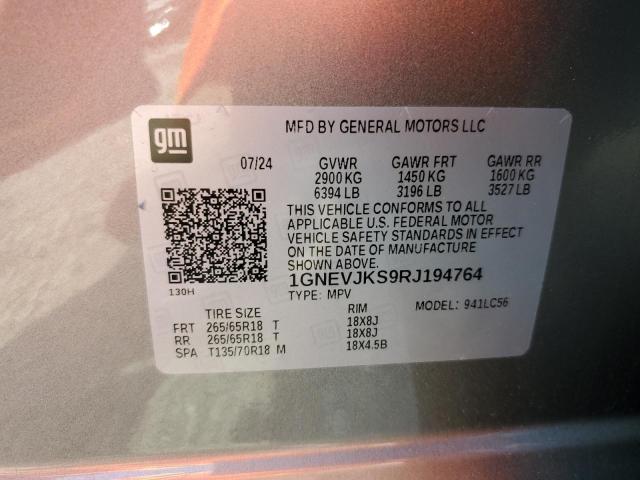 gm
MFD BY GENERAL MOTORS LLC
07/24 GVWR GAWR FRT GAWR RR
2900 KG 1450 KG 1600 KG
6394 LB 3196 LB 3527 LB
THIS VEHICLE CONFORMS TO ALL
APPLICABLE U.S. FEDERAL MOTOR
VEHICLE SAFETY STANDARDS IN EFFECT
ON THE DATE OF MANUFACTURE
SHOWN ABOVE.
130H 1GNEVJKS9RJ194764
TYPE: MPV MODEL: 941LC56
TIRE SIZE RIM
FRT 265/65R18 T 18X8J
RR 265/65R18 T 18X8J
SPA T135/70R18 M 18X4.5B